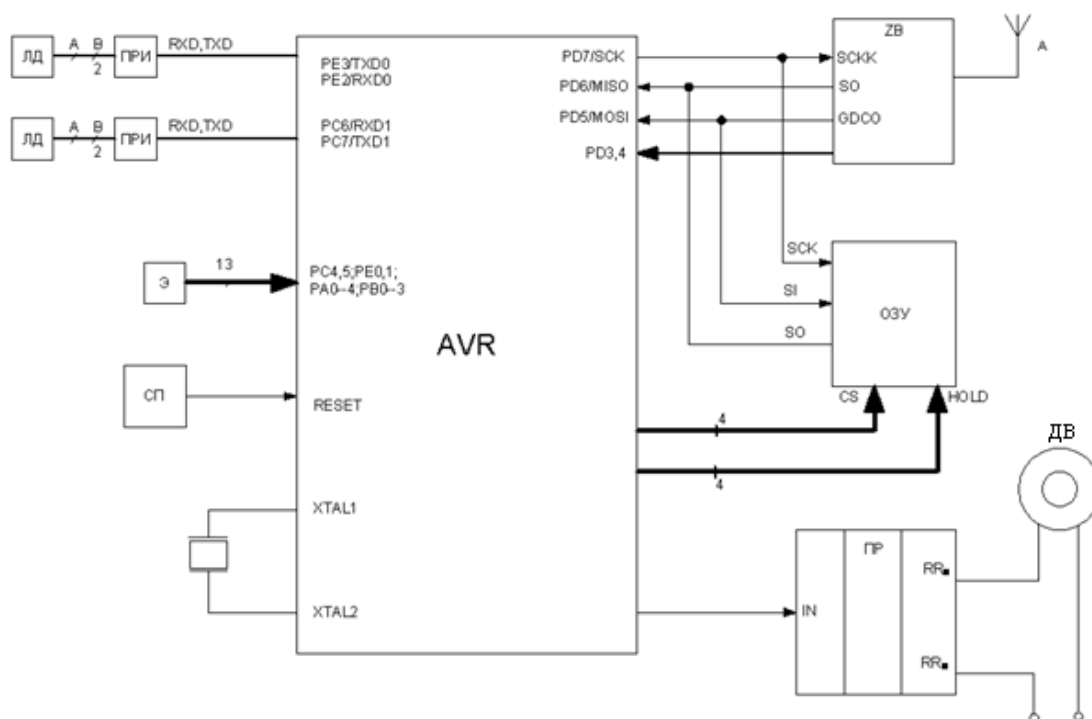 ЛД
A
B
2
ПРИ
RXD,TXD
ЛД
A
B
2
ПРИ
RXD,TXD
PE3/TXD0
PE2/RXD0
PC6/RXD1
PC7/TXD1
Э
13
PC4,5;PE0,1;
PA0--4;PB0--3
AVR
СП
RESET
XTAL1
XTAL2
PD7/SCK
PD6/MISO
PD5/MOSI
PD3,4
ZB
SCKK
SO
GDCO
A
SCK
SI
SO
ОЗУ
CS
HOLD
4
4
ДВ
ПР
IN
RR
RR